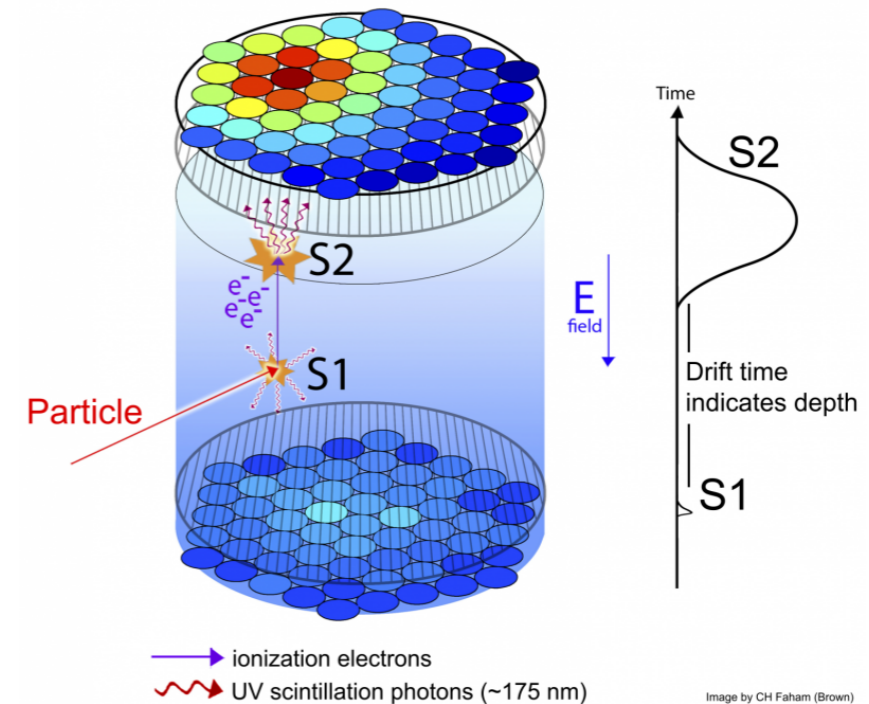 Time
S2
S2
e-
e-e-
e-
E
field
Drift time
indicates depth
S1
Particle
S1
ionization electrons
UV scintillation photons (~175 nm)
Image by CH Faham (Brown)